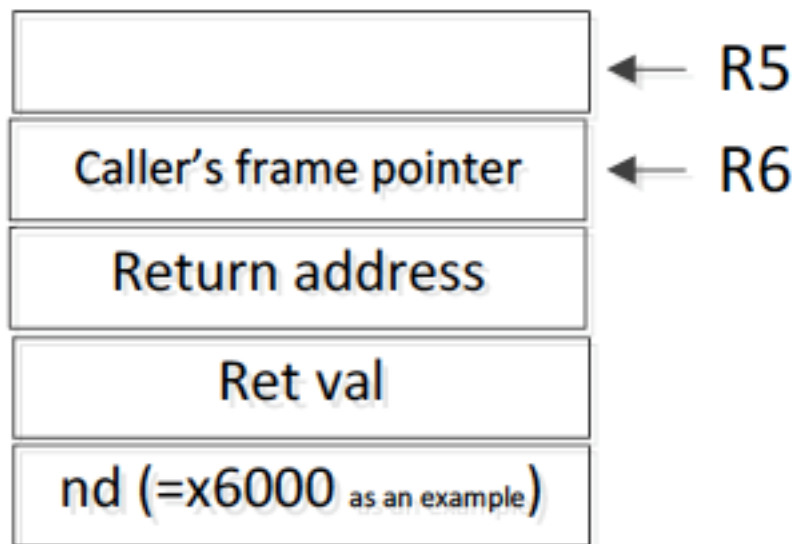 R5
Caller's frame pointer
R6
Return address
Ret val
nd (=x6000 as an example)